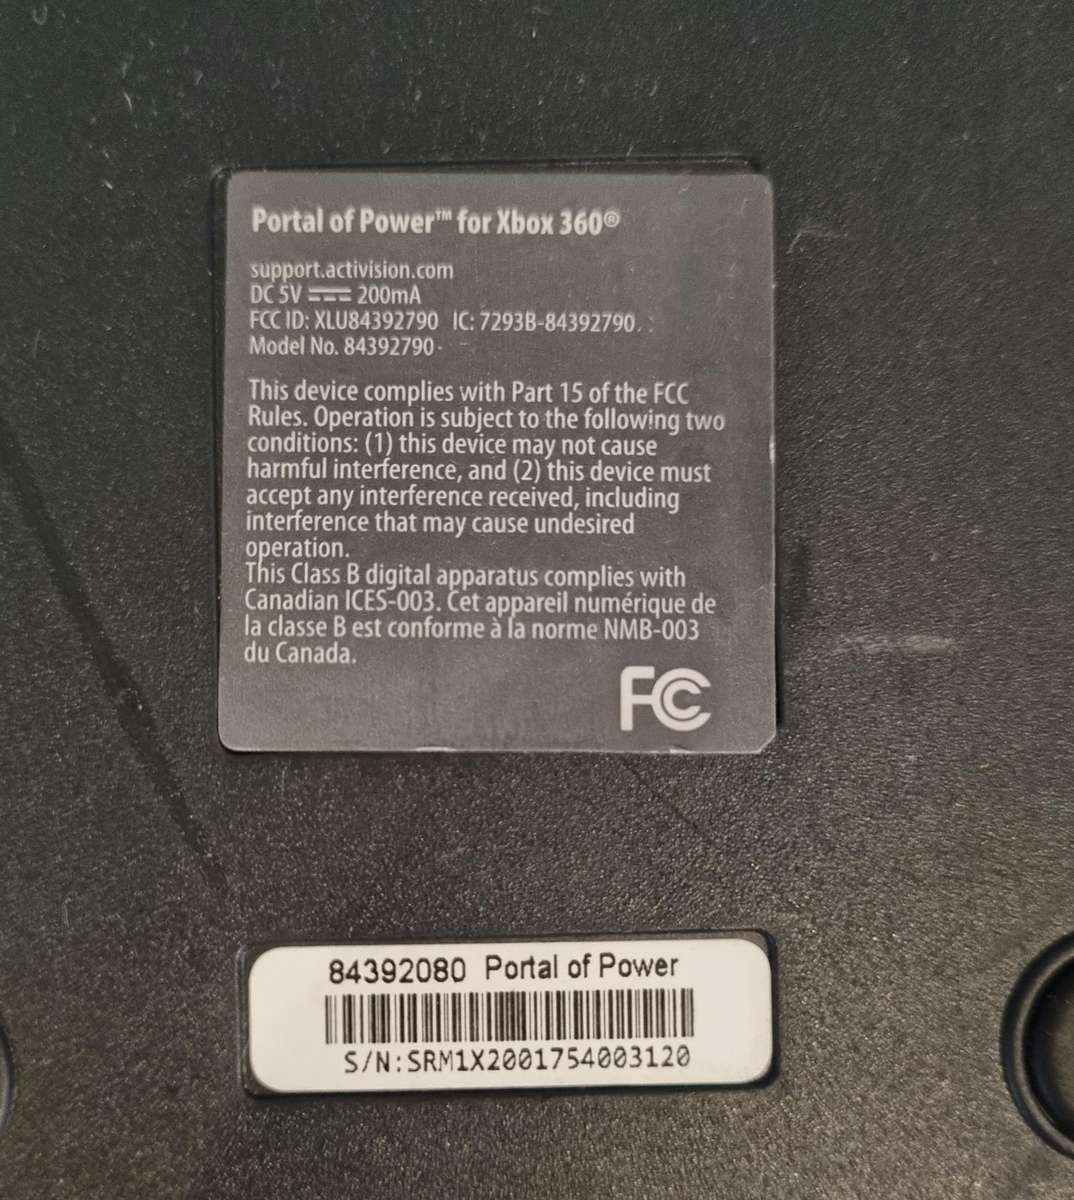 Portal of Power™ for Xbox 360®
support.activision.com
DC 5V ⎓ 200mA
FCC ID: XLU84392790 IC: 7293B-84392790
Model No. 84392790
This device complies with Part 15 of the FCC
Rules. Operation is subject to the following two
conditions: (1) this device may not cause
harmful interference, and (2) this device must
accept any interference received, including
interference that may cause undesired
operation.
This Class B digital apparatus complies with
Canadian ICES-003. Cet appareil numérique de
la classe B est conforme à la norme NMB-003
du Canada.
FC
84392080 Portal of Power
S/N:SRM1X2001754003120